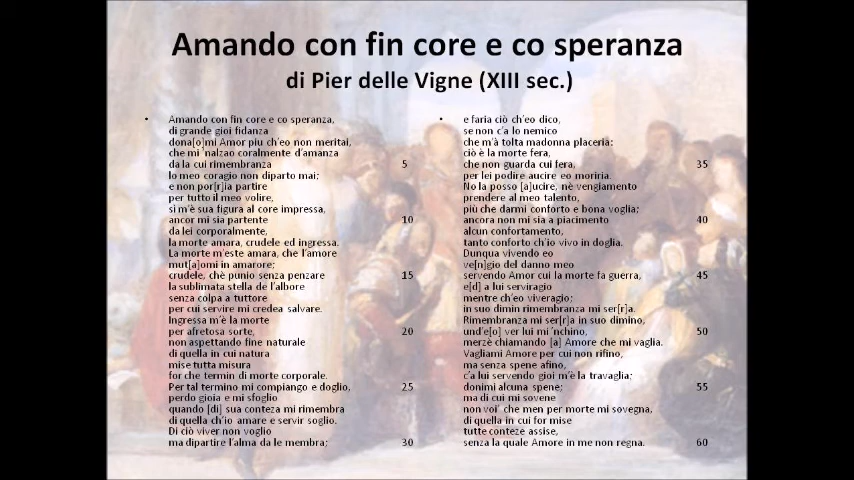 Amando con fin core e co speranza
di Pier delle Vigne (XIII sec.)
• Amando con fin core e co speranza,
di grande gioi fidanza
dona[o]mi Amor piu ch'eo non meritai,
che mi 'nalzao coralmente d'amanza
da la cui rimembranza 5
lo meo coragio non diparto mai;
e non por[r]ia partire
per tutto il meo volire,
sì m'è sua figura al core impressa,
ancor mi sia partente 10
da lei corporalmente,
la morte amara, crudele ed ingressa.
La morte m'este amara, che l'amore
mut[a]omi in amarore;
crudele, chè punio senza penzare 15
la sublimata stella de l'albore
senza colpa a tuttore
per cui servire mi credea salvare.
Ingressa m'è la morte
per afretosa sorte, 20
non aspettando fine naturale
di quella in cui natura
mise tutta misura
for che termin di morte corporale.
Per tal termino mi compiango e doglio, 25
perdo gioia e mi sfoglio
quando [di] sua conteza mi rimembra
di quella ch'io amare e servir soglio.
Di ciò viver non voglio
ma dipartire l'alma da le membra; 30
• e faria ciò ch'eo dico,
se non c'a lo nemico
che m'à tolta madonna placeria:
ciò è la morte fera,
che non guarda cui fera, 35
per lei podire aucire eo moriria.
No la posso [a]ucire, nè vengiamento
prendere al meo talento,
più che darmi conforto e bona voglia;
ancora non mi sia a piacimento 40
alcun confortamento,
tanto conforto ch'io vivo in doglia.
Dunqua vivendo eo
ve[n]gio del danno meo
servendo Amor cui la morte fa guerra, 45
e[d] a lui serviragio
mentre ch'eo viveragio;
in suo dimin rimembranza mi ser[r]a.
Rimembranza mi ser[r]a in suo dimino,
und'e[o] ver lui mi 'nchino, 50
merzè chiamando [a] Amore che mi vaglia.
Vagliami Amore per cui non rifino,
ma senza spene afino,
c'a lui servendo gioi m'è la travaglia;
donimi alcuna spene; 55
ma di cui mi sovene
non voi' che men per morte mi sovegna,
di quella in cui for mise
tutte conteze assise,
senza la quale Amore in me non regna. 60